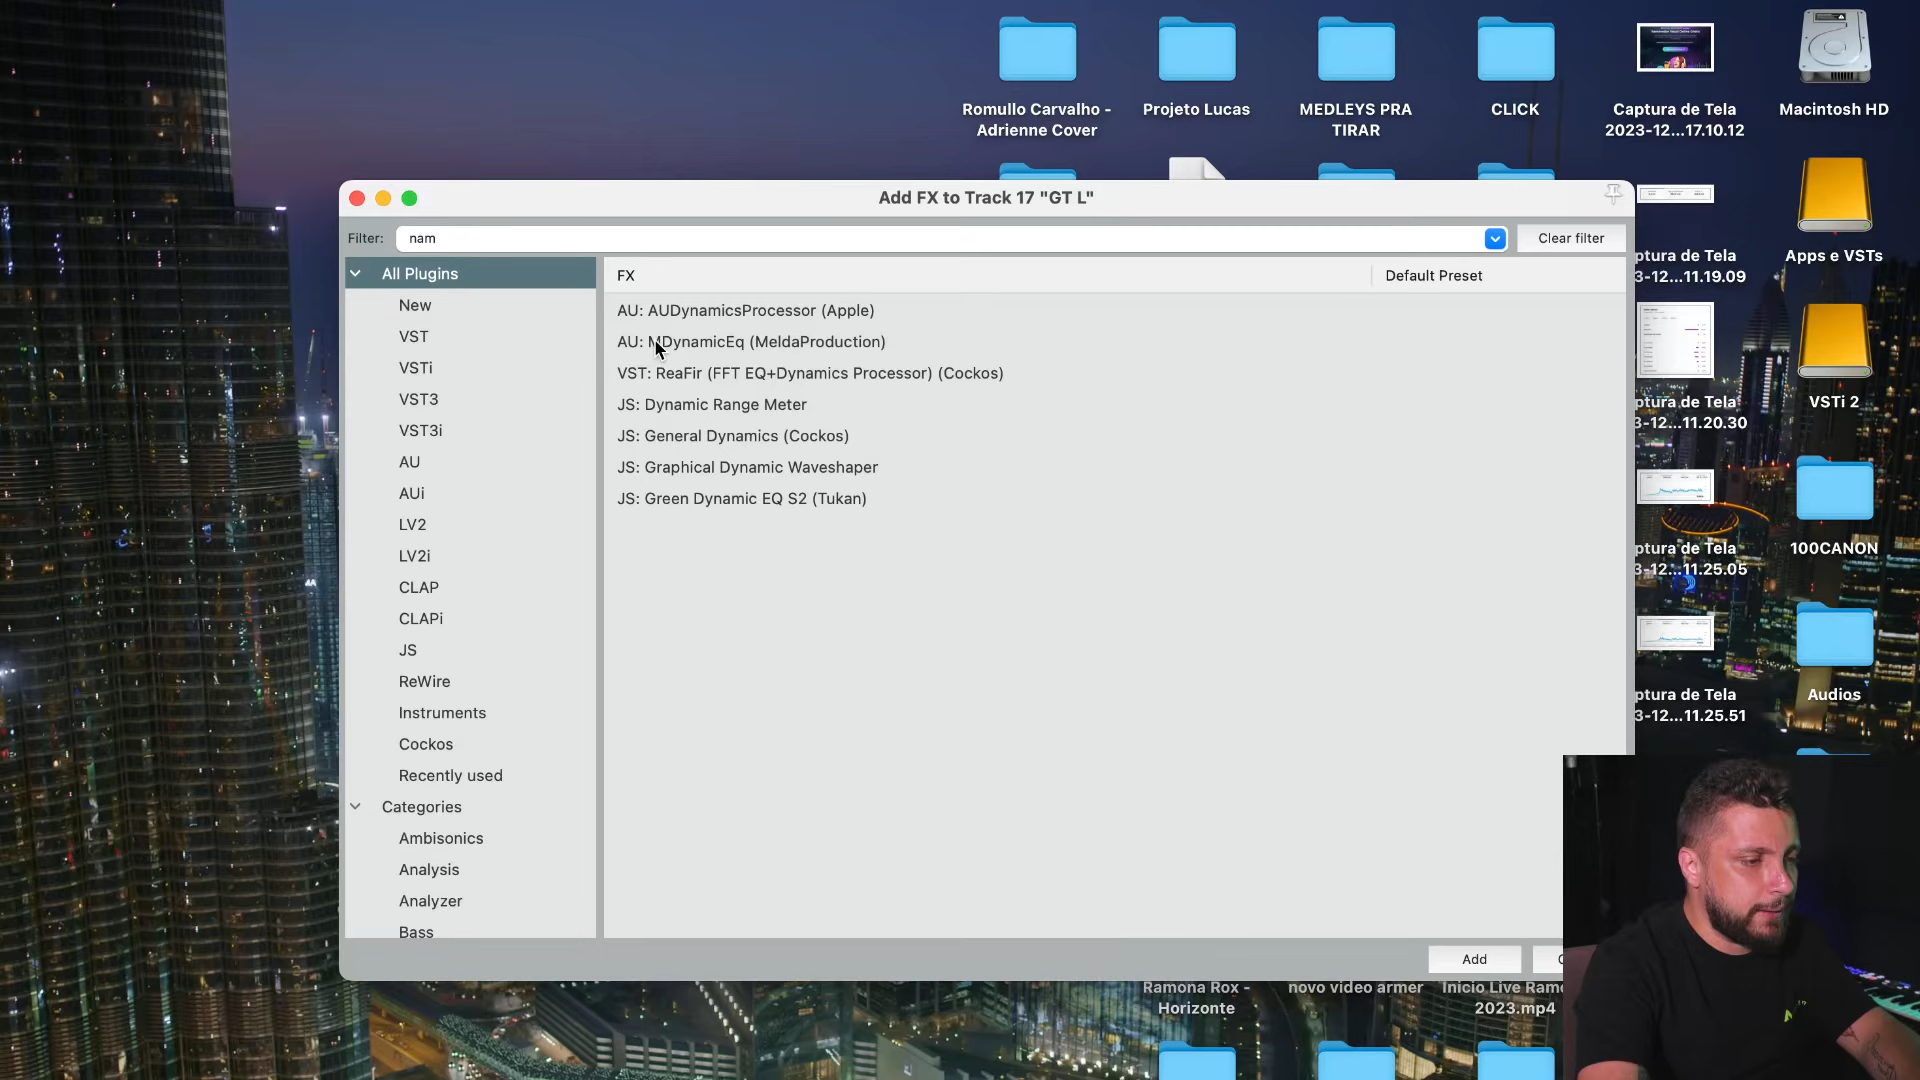 Romullo Carvalho -
Adrienne Cover
Projeto Lucas
MEDLEYS PRA
TIRAR
CLICK
Captura de Tela
2023-12...17.10.12
Macintosh HD
Add FX to Track 17 "GT L"
Filter:
nam
Clear filter
All Plugins
New
VST
VSTi
VST3
VST3i
AU
AUi
LV2
LV2i
CLAP
CLAPi
JS
ReWire
Instruments
Cockos
Recently used
Categories
Ambisonics
Analysis
Analyzer
Bass
FX
Default Preset
AU: AUDynamicsProcessor (Apple)
AU: MDynamicEq (MeldaProduction)
VST: ReaFir (FFT EQ+Dynamics Processor) (Cockos)
JS: Dynamic Range Meter
JS: General Dynamics (Cockos)
JS: Graphical Dynamic Waveshaper
JS: Green Dynamic EQ S2 (Tukan)
Add
ptura de Tela
3-12...11.19.09
Apps e VSTs
ptura de Tela
3-12...11.20.30
VSTi 2
ptura de Tela
3-12...11.25.05
100CANON
ptura de Tela
3-12...11.25.51
Audios
Ramona Rox -
Horizonte
novo video armer
Inicio Live Ram
2023.mp4